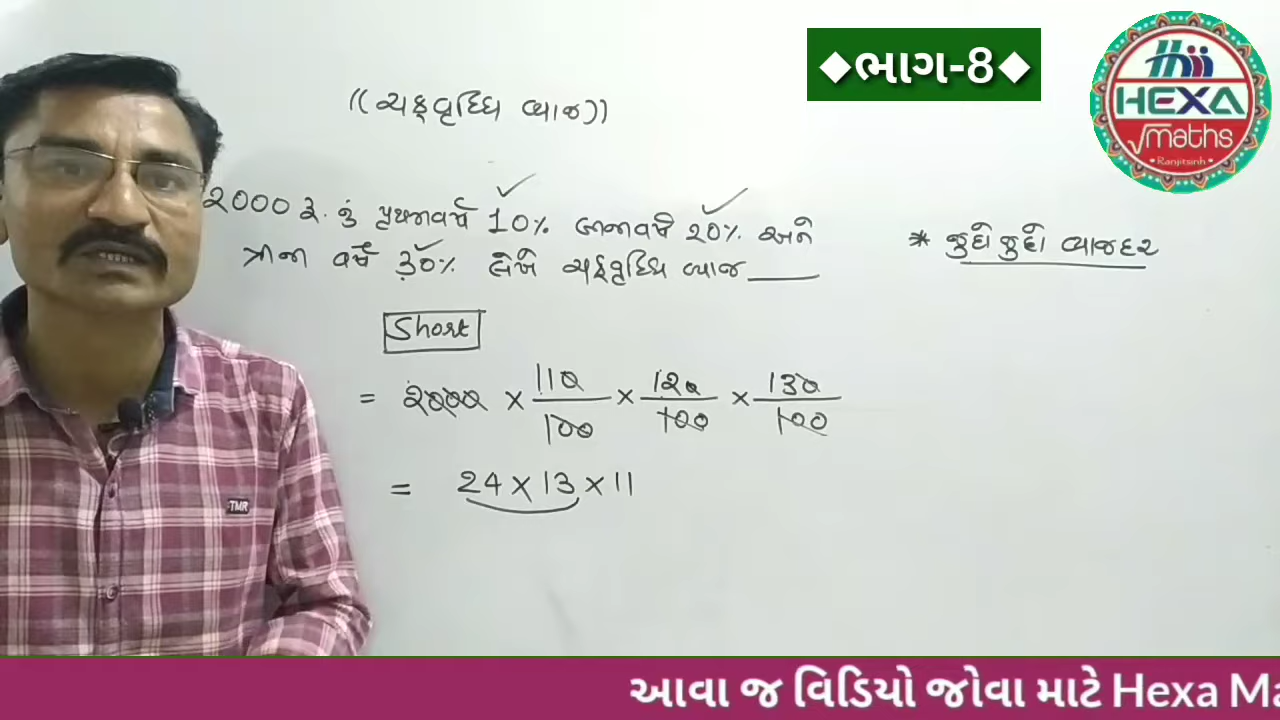 ◆ભાગ-8◆
HEXA
√maths
Ranjitsinh
((ચક્રવૃધ્ધિ વ્યાજ))
2000 રૂ. નું પ્રથમવર્ષે 10% બીજાવર્ષે 20% અને
ત્રીજા વર્ષે 30% લેખે ચક્રવૃધ્ધિ વ્યાજ ____
* જુદો જુદો વ્યાજદર
Short
= 2000 × 110/100 × 120/100 × 130/100
= 24 × 13 × 11
TMR
આવા જ વિડિયો જોવા માટે Hexa Ma